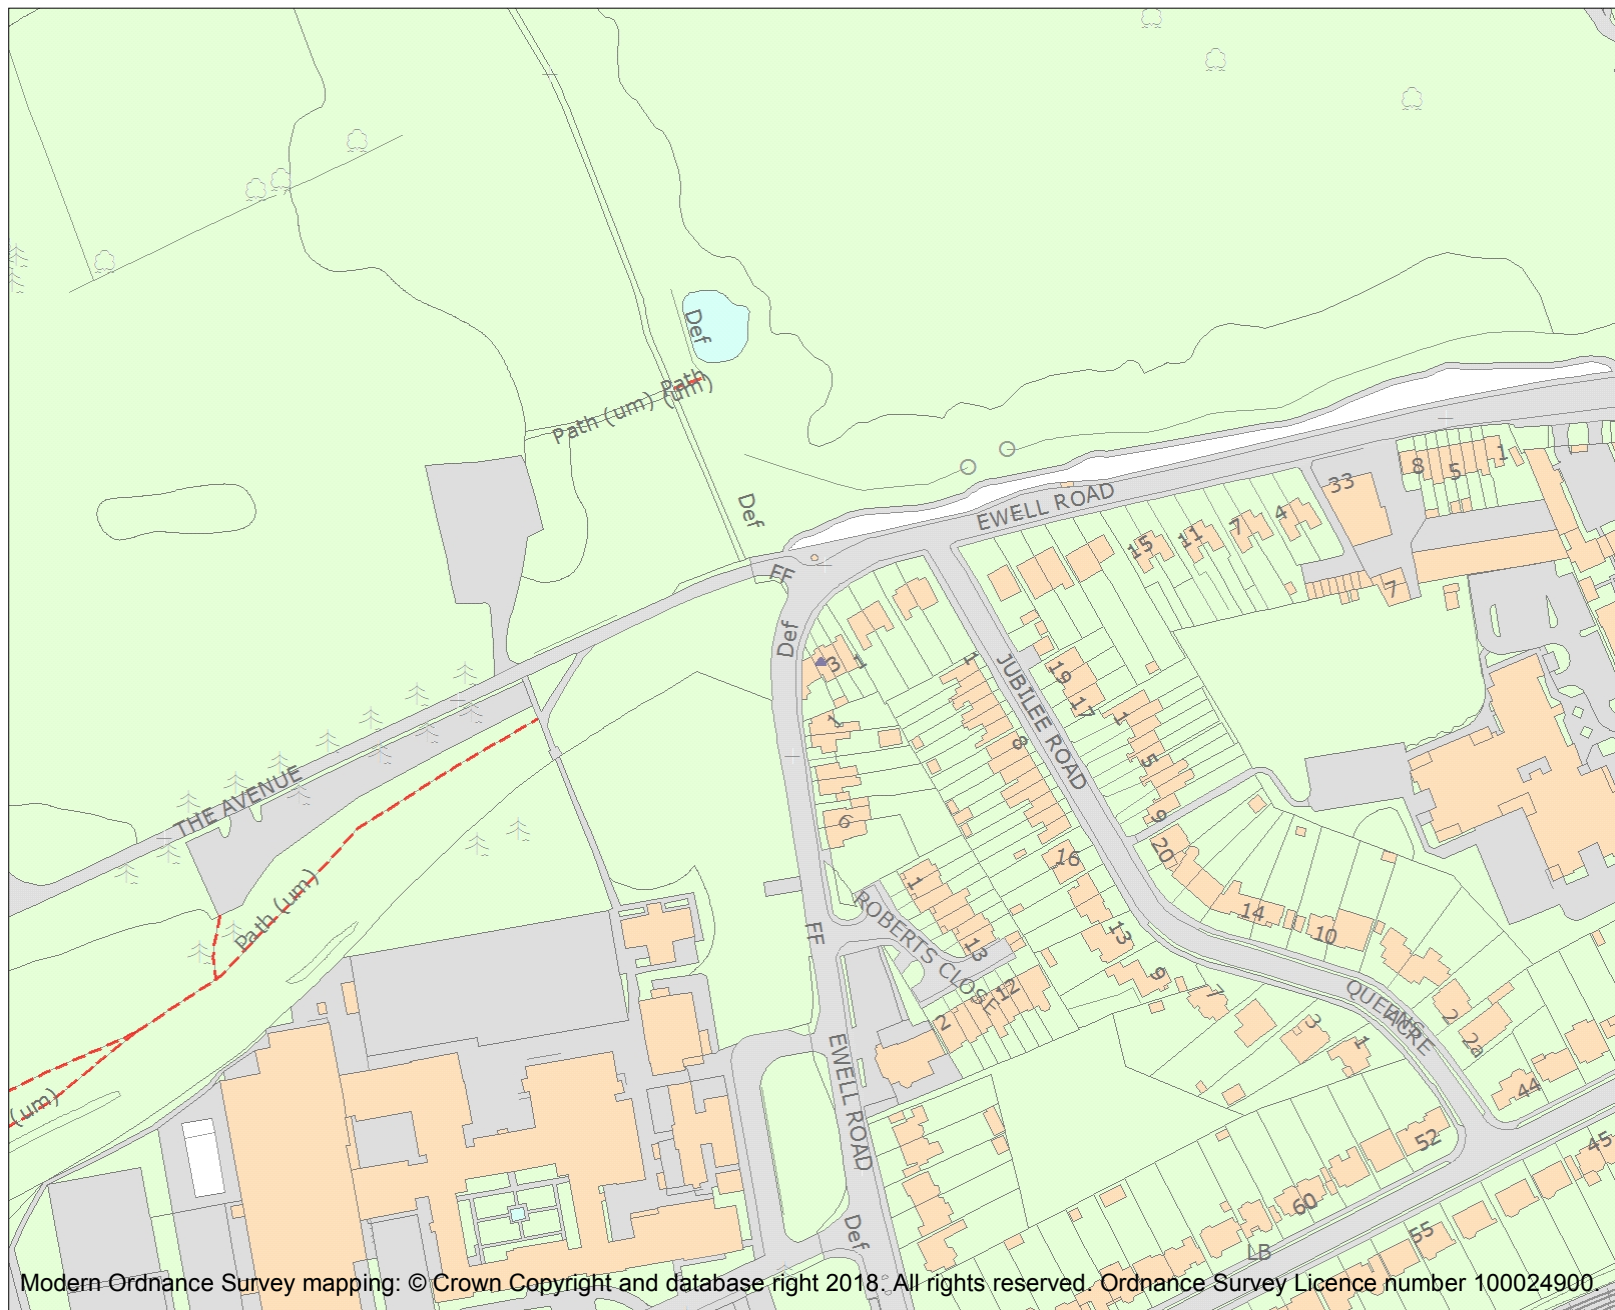 Def
Path
Path (um) (um)
Def
EWELL ROAD
33
8
5
1
15
11
7
4
7
FF
Def
3
1
1
6
1
JUBILEE ROAD
19
17
8
1
5
9
20
16
14
10
13
9
7
3
1
THE AVENUE
Path (um)
(um)
FF
ROBERTS CLOSE
1
13
12
2
EWELL ROAD
Def
QUEENS
ACRE
2
2a
44
52
60
45
55
LB
Modern Ordnance Survey mapping: © Crown Copyright and database right 2018. All rights reserved. Ordnance Survey Licence number 100024900.